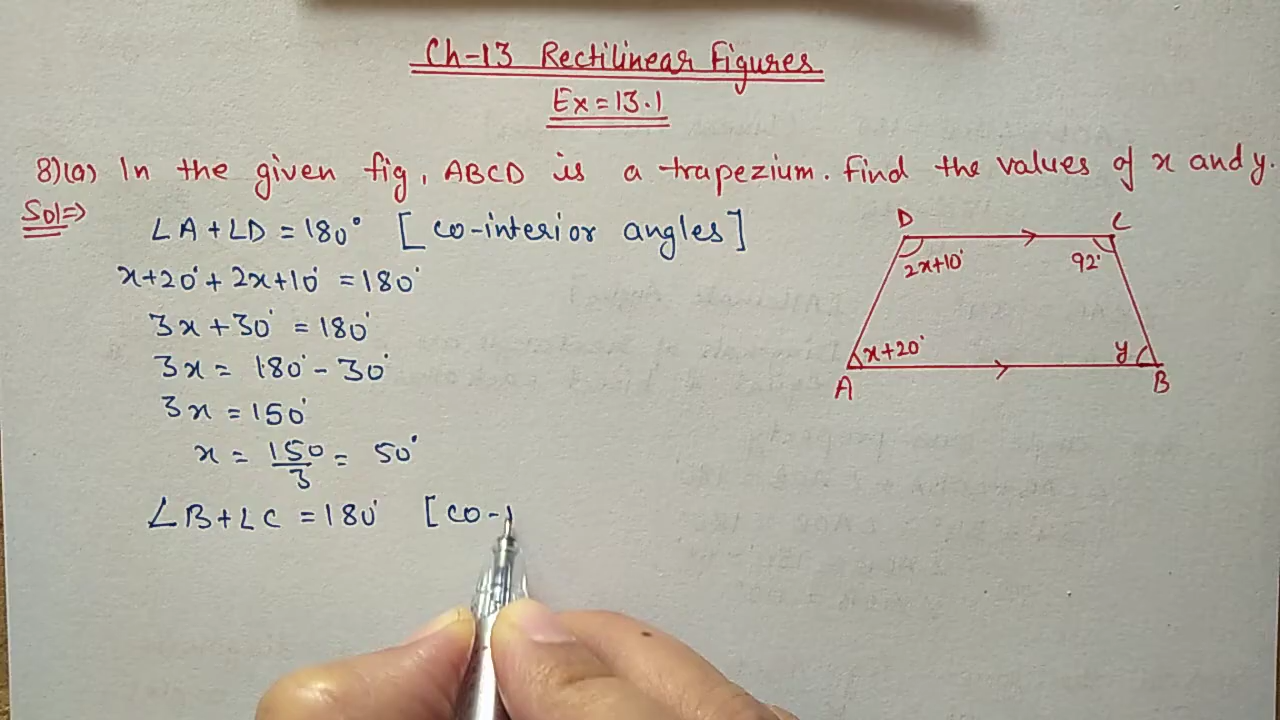 Ch-13 Rectilinear Figures
Ex=13.1
8)(a) In the given fig, ABCD is a trapezium. Find the values of x and y.
Sol⇒
∠A+∠D = 180° [co-interior angles]
x+20°+2x+10° = 180°
3x+30° = 180°
3x = 180°-30°
3x = 150°
x = 150/3 = 50°
∠B+∠C = 180° [co-i
D C
2x+10° 92°
x+20° y
A B